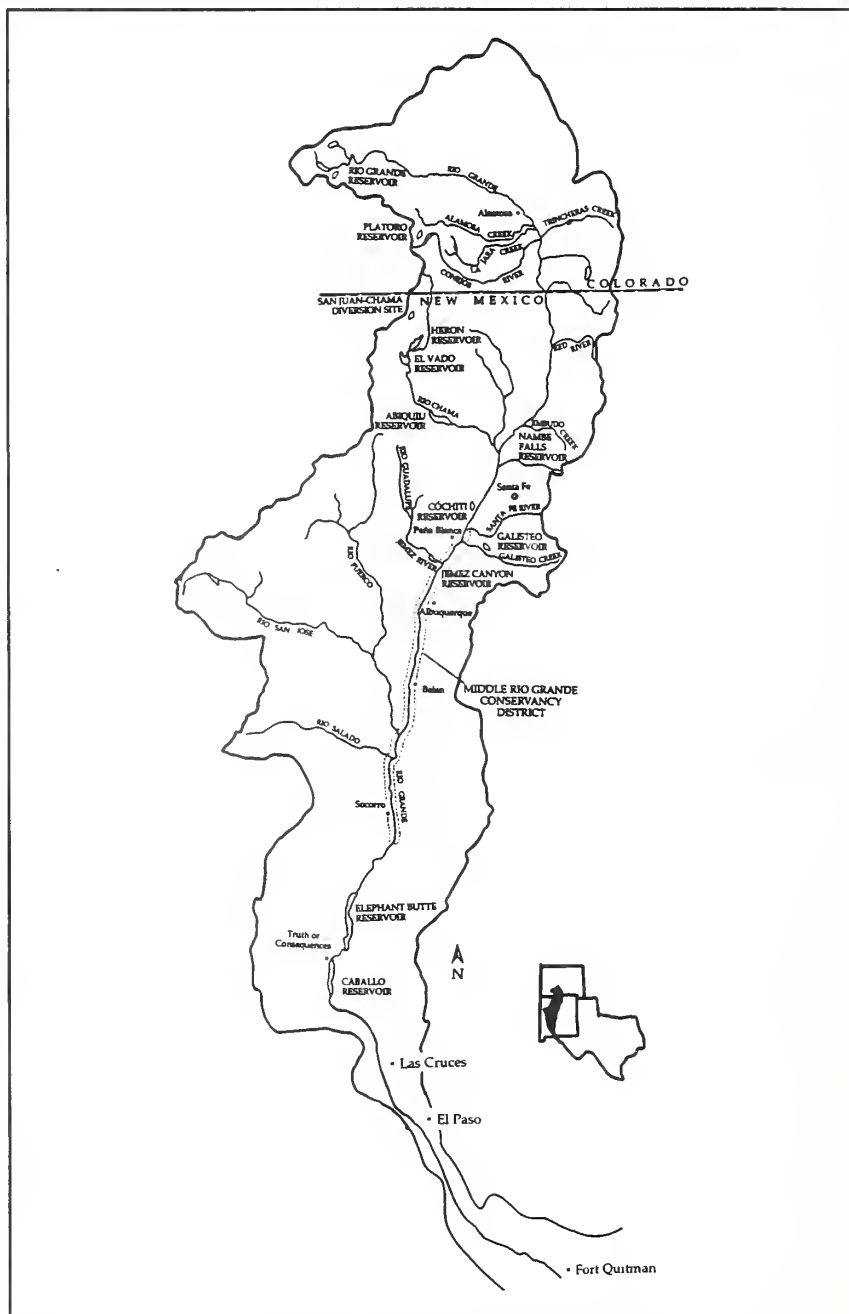 RIO GRANDE
RESERVOIR
RIO GRANDE
Alamosa
TRINCHERAS CREEK
ALAMOSA CREEK
PLATORO
RESERVOIR
LA JARA CREEK
CONEJOS RIVER
COLORADO
NEW MEXICO
SAN JUAN-CHAMA
DIVERSION SITE
HERON
RESERVOIR
RED RIVER
EL VADO
RESERVOIR
RIO CHAMA
ABIQUIU
RESERVOIR
EMBUDO CREEK
NAMBE
FALLS
RESERVOIR
RIO GUADALUPE
Santa Fe
CÓCHITI
RESERVOIR
SANTA FE RIVER
Peña Blanca
GALISTEO
RESERVOIR
GALISTEO CREEK
JEMEZ RIVER
RIO PUERCO
JEMEZ CANYON
RESERVOIR
Albuquerque
RIO SAN JOSE
MIDDLE RIO GRANDE
CONSERVANCY
DISTRICT
Belen
RIO SALADO
RIO GRANDE
Socorro
ELEPHANT BUTTE
RESERVOIR
Truth or
Consequences
N
CABALLO
RESERVOIR
Las Cruces
El Paso
Fort Quitman